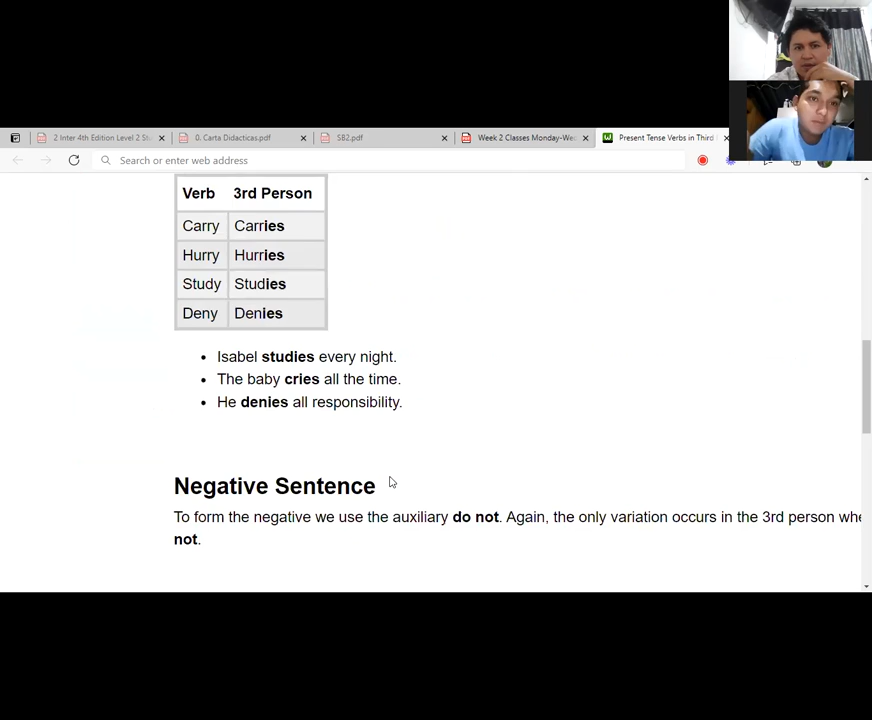 2 Inter 4th Edition Level 2 Stu
0. Carta Didacticas.pdf
SB2.pdf
Week 2 Classes Monday-Wed
Present Tense Verbs in Third
Search or enter web address
Verb 3rd Person
Carry Carries
Hurry Hurries
Study Studies
Deny Denies
• Isabel studies every night.
• The baby cries all the time.
• He denies all responsibility.
Negative Sentence
To form the negative we use the auxiliary do not. Again, the only variation occurs in the 3rd person whe
not.